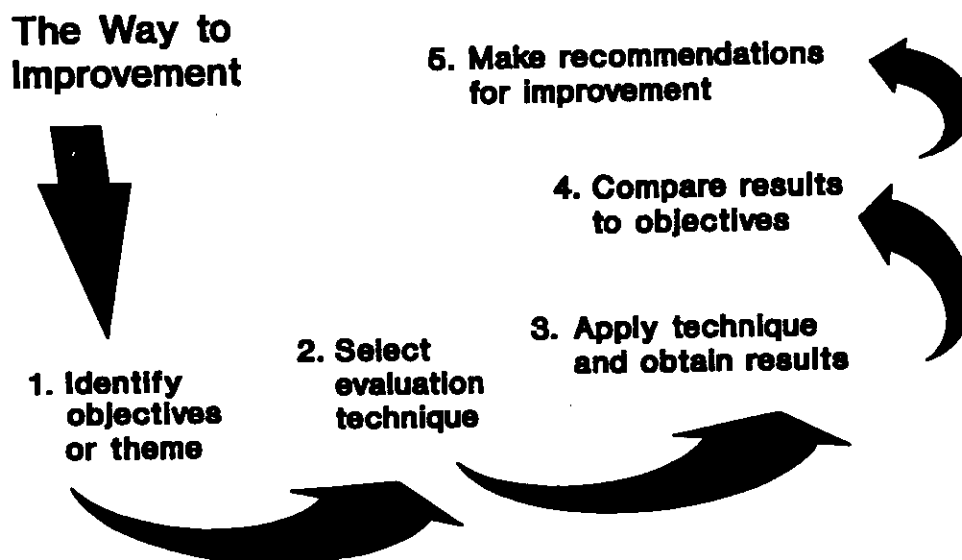 The Way to
Improvement
1. Identify
objectives
or theme
2. Select
evaluation
technique
3. Apply technique
and obtain results
4. Compare results
to objectives
5. Make recommendations
for improvement